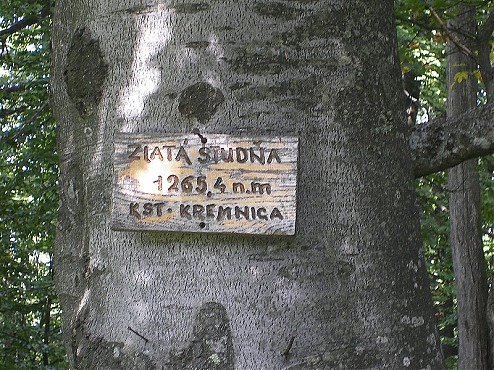 ZLATÁ STUDŇA
1265,4 n.m
KST. KREMNICA